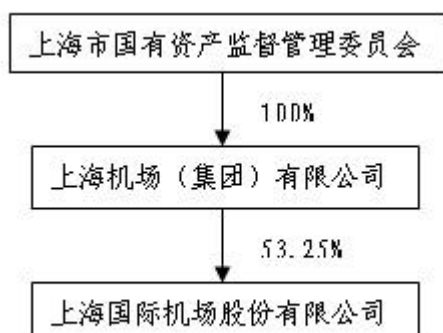 上海市国有资产监督管理委员会
100%
上海机场（集团）有限公司
53.25%
上海国际机场股份有限公司